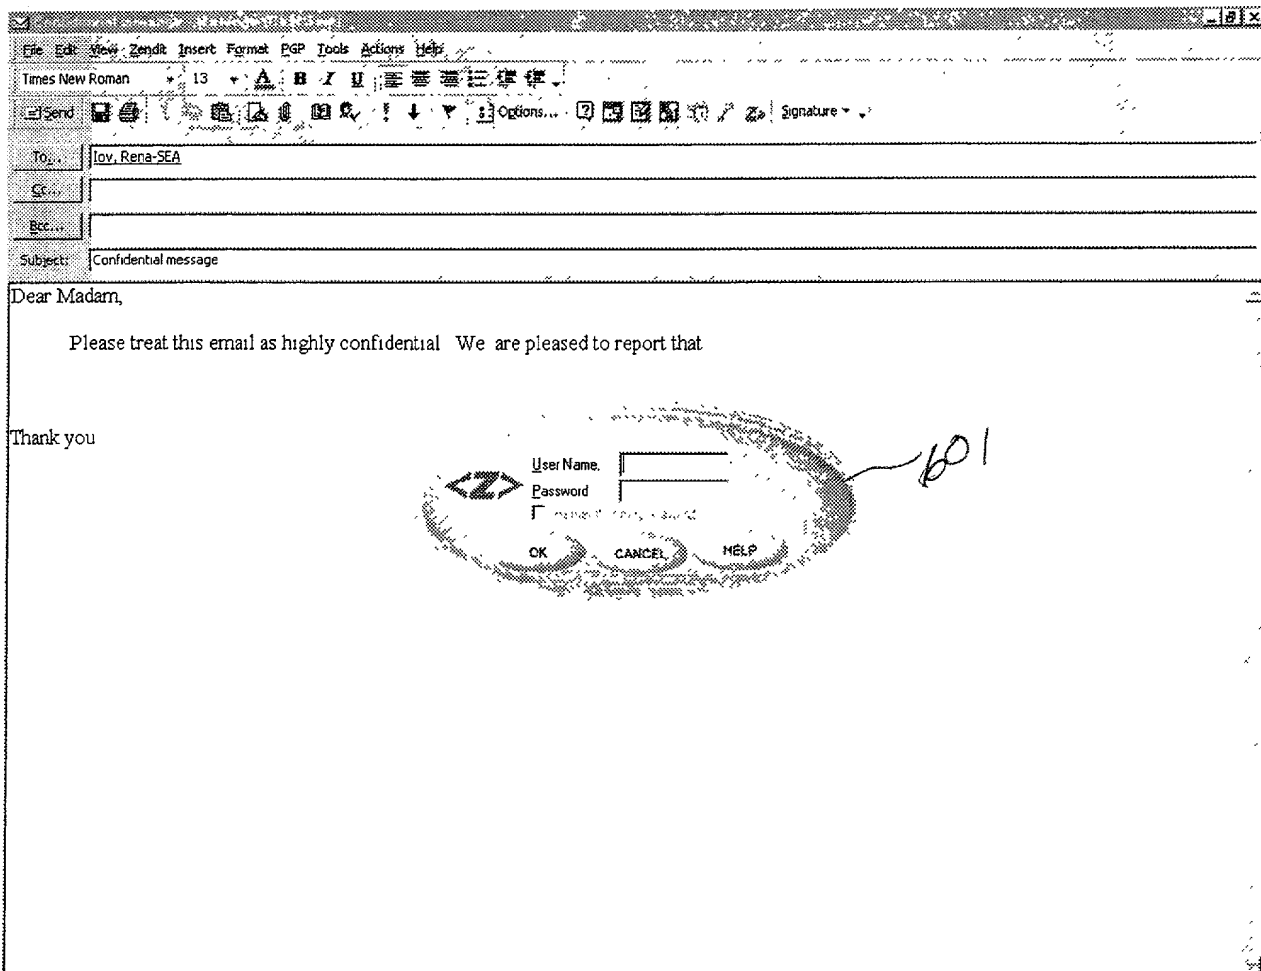 File Edit View Zendit Insert Format PGP Tools Actions Help
Times New Roman 13 A B I U
Send Options... Signature
To... Iov, Rena-SEA
Cc...
Bcc...
Subject: Confidential message
Dear Madam,
Please treat this email as highly confidential We are pleased to report that
Thank you
User Name.
Password
OK CANCEL HELP
601